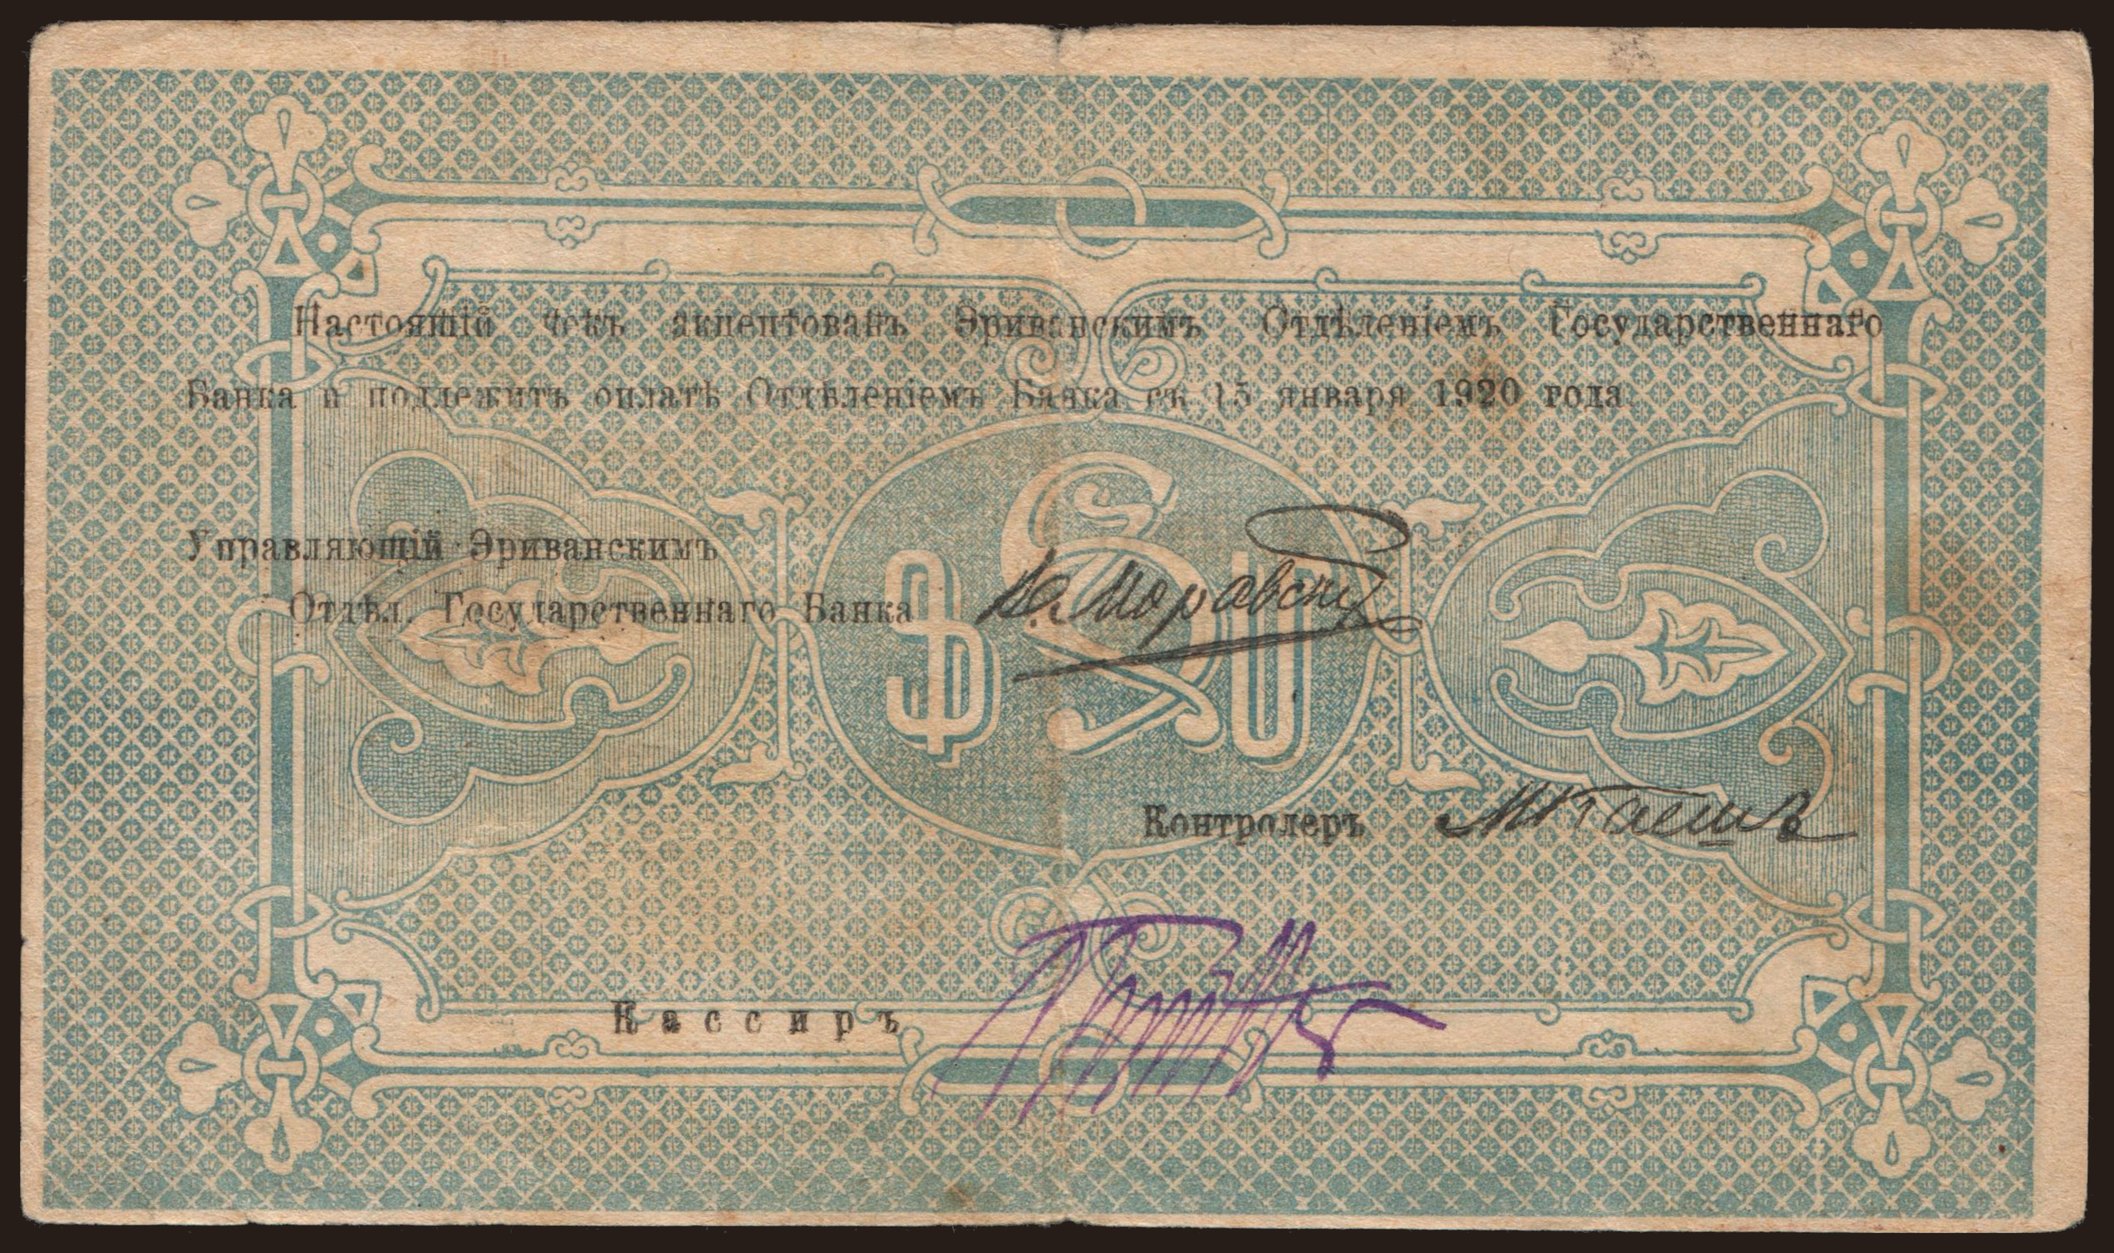 Настоящій чекъ акцептованъ Эриванскимъ Отдѣленіемъ Государственнаго
Банка и подлежитъ оплатѣ Отдѣленіемъ Банка съ 15 января 1920 года.
Управляющій Эриванскимъ
Отдѣл. Государственнаго Банка
Моравскій
Контролеръ
Кассиръ